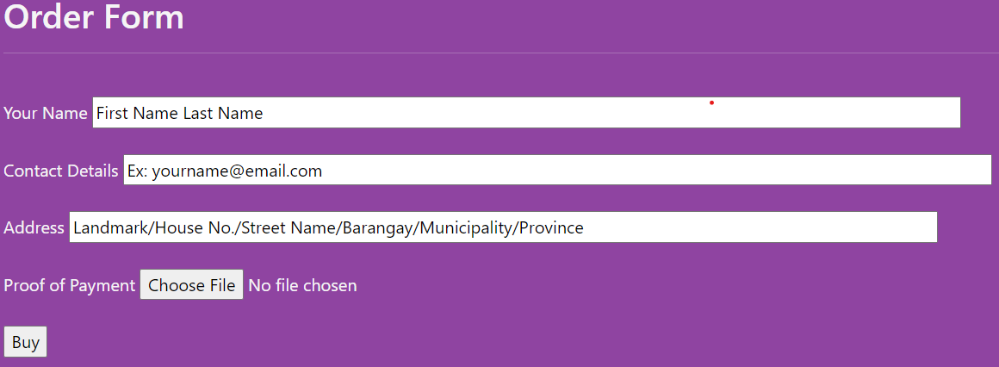 Order Form
Your Name First Name Last Name
Contact Details Ex: yourname@email.com
Address Landmark/House No./Street Name/Barangay/Municipality/Province
Proof of Payment Choose File No file chosen
Buy